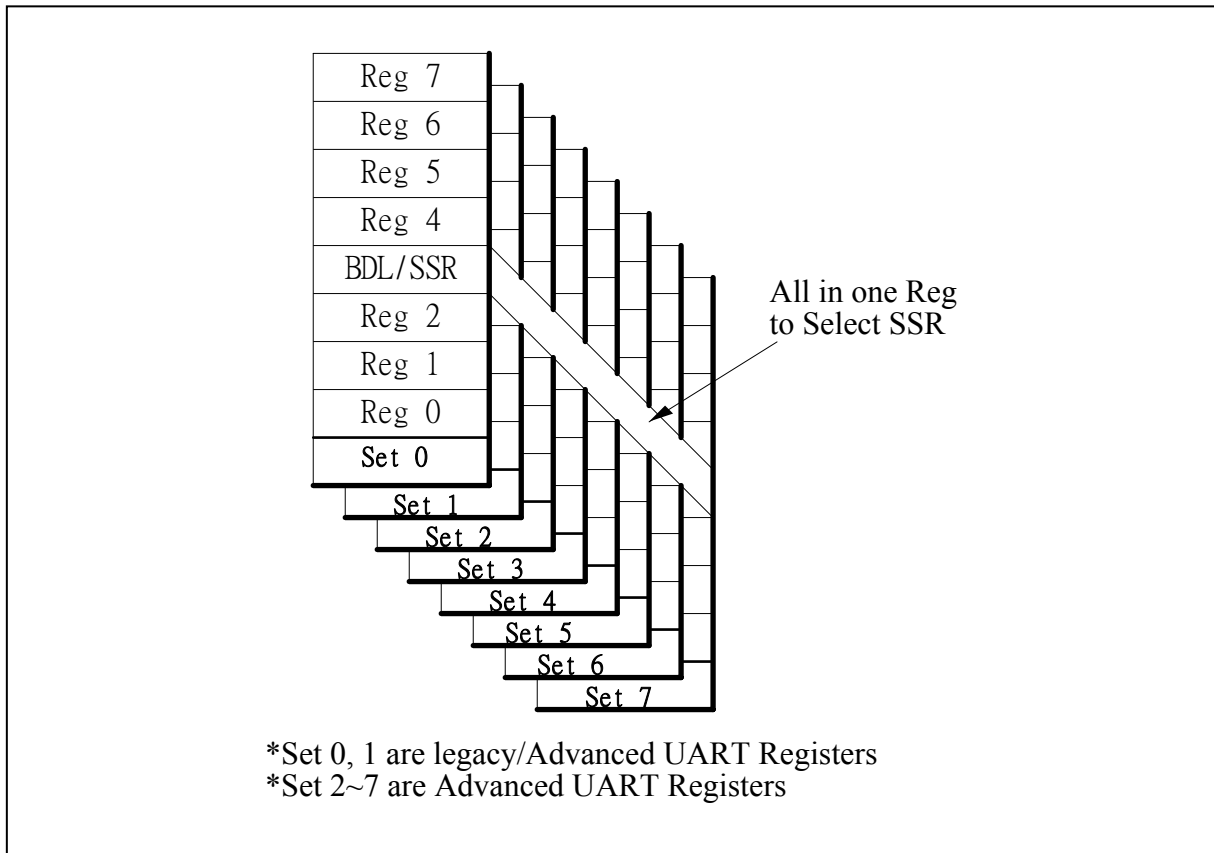 Reg 7
Reg 6
Reg 5
Reg 4
BDL/SSR
Reg 2
Reg 1
Reg 0
Set 0
Set 1
Set 2
Set 3
Set 4
Set 5
Set 6
Set 7
All in one Reg
to Select SSR
*Set 0, 1 are legacy/Advanced UART Registers
*Set 2~7 are Advanced UART Registers